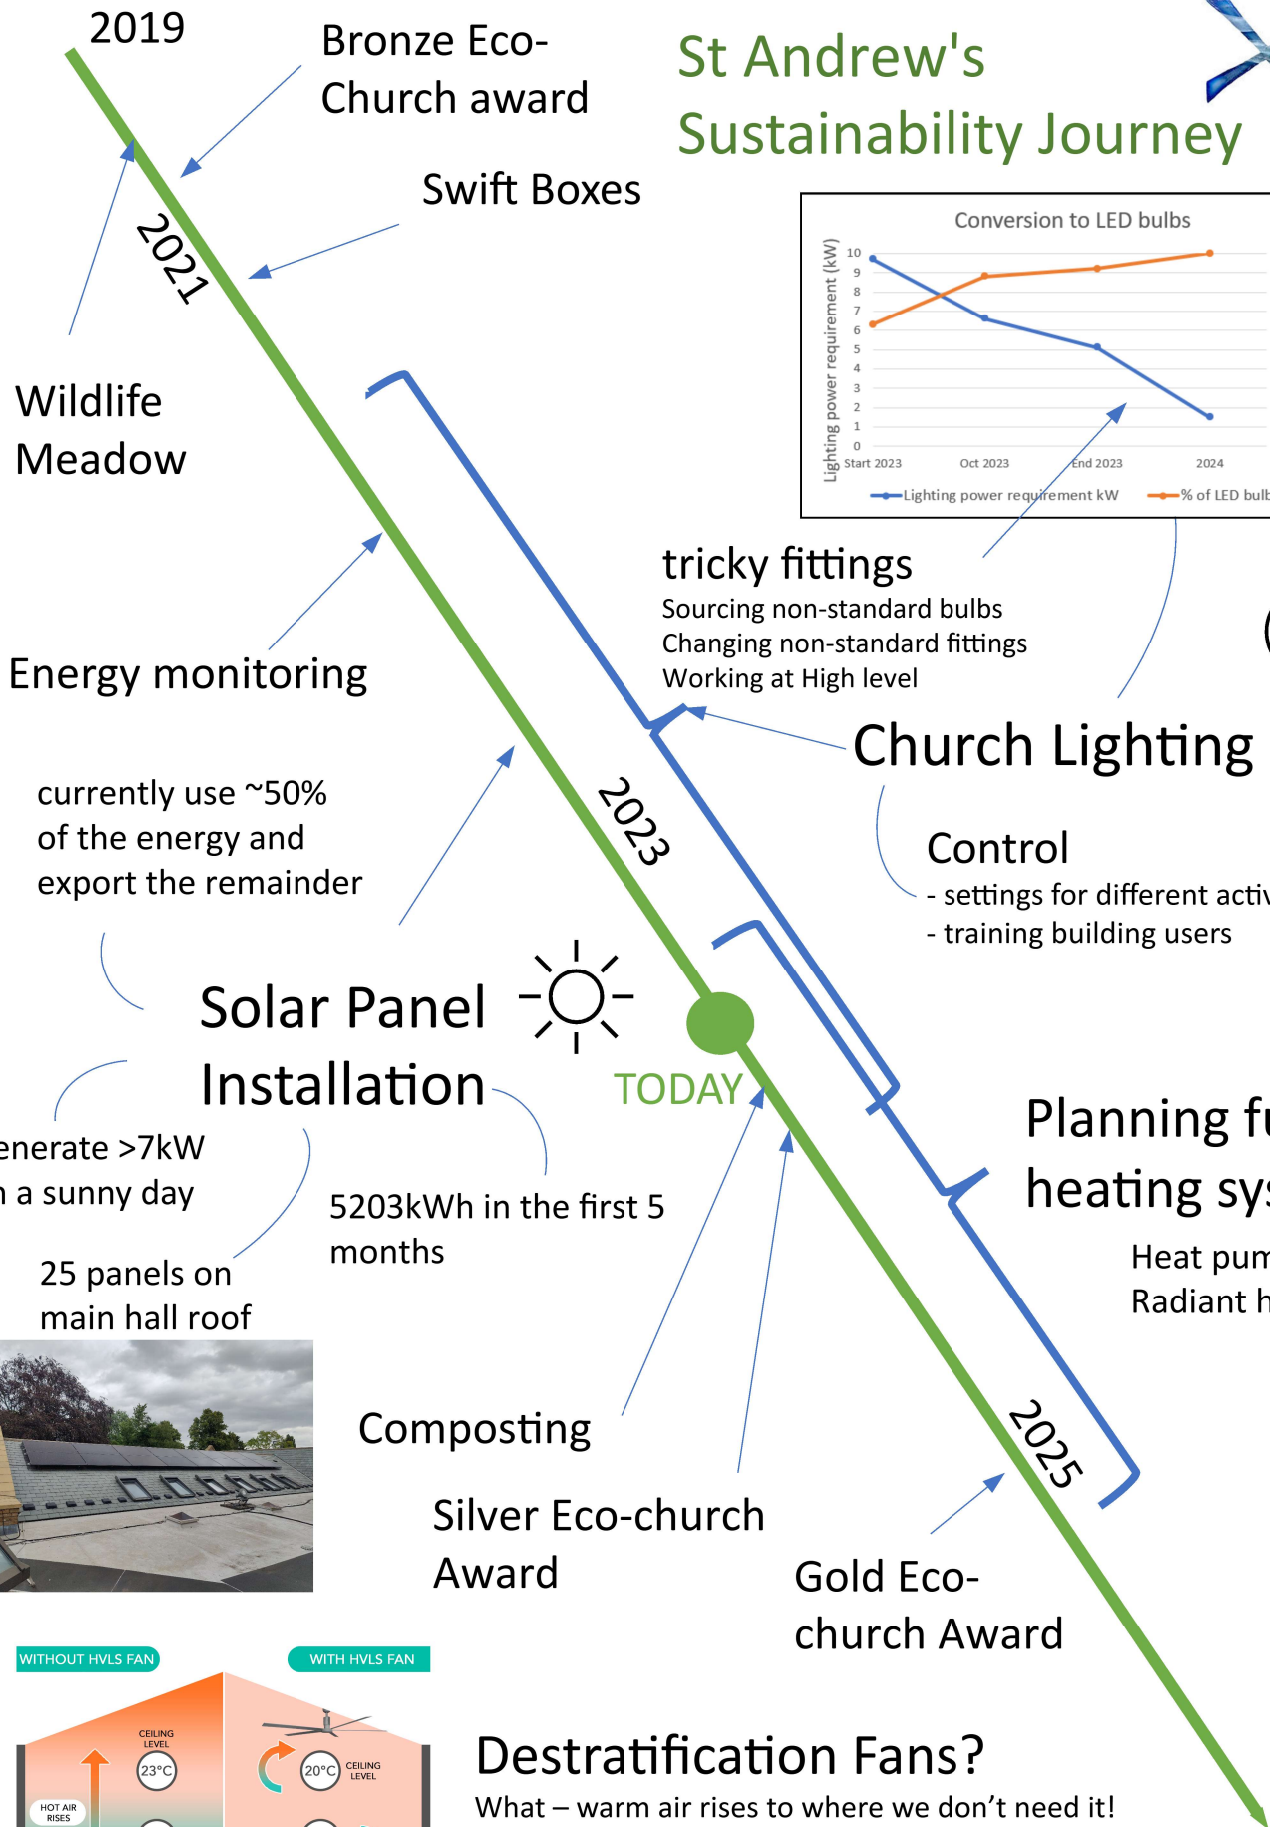 2019
Bronze Eco-
Church award
St Andrew's
Sustainability Journey
Swift Boxes
2021
Wildlife
Meadow
Conversion to LED bulbs
Lighting power requirement (kW)
10
9
8
7
6
5
4
3
2
1
0
Start 2023 Oct 2023 End 2023 2024
Lighting power requirement kW % of LED bulb
tricky fittings
Sourcing non-standard bulbs
Changing non-standard fittings
Working at High level
Energy monitoring
Church Lighting
currently use ~50%
of the energy and
export the remainder
2023
Control
- settings for different activ
- training building users
Solar Panel
Installation
TODAY
enerate >7kW
n a sunny day
5203kWh in the first 5
months
25 panels on
main hall roof
Planning fu
heating sys
Heat pum
Radiant h
Composting
Silver Eco-church
Award
2025
Gold Eco-
church Award
WITHOUT HVLS FAN
WITH HVLS FAN
CEILING
LEVEL
23°C
20°C
CEILING
LEVEL
HOT AIR
RISES
Destratification Fans?
What – warm air rises to where we don't need it!